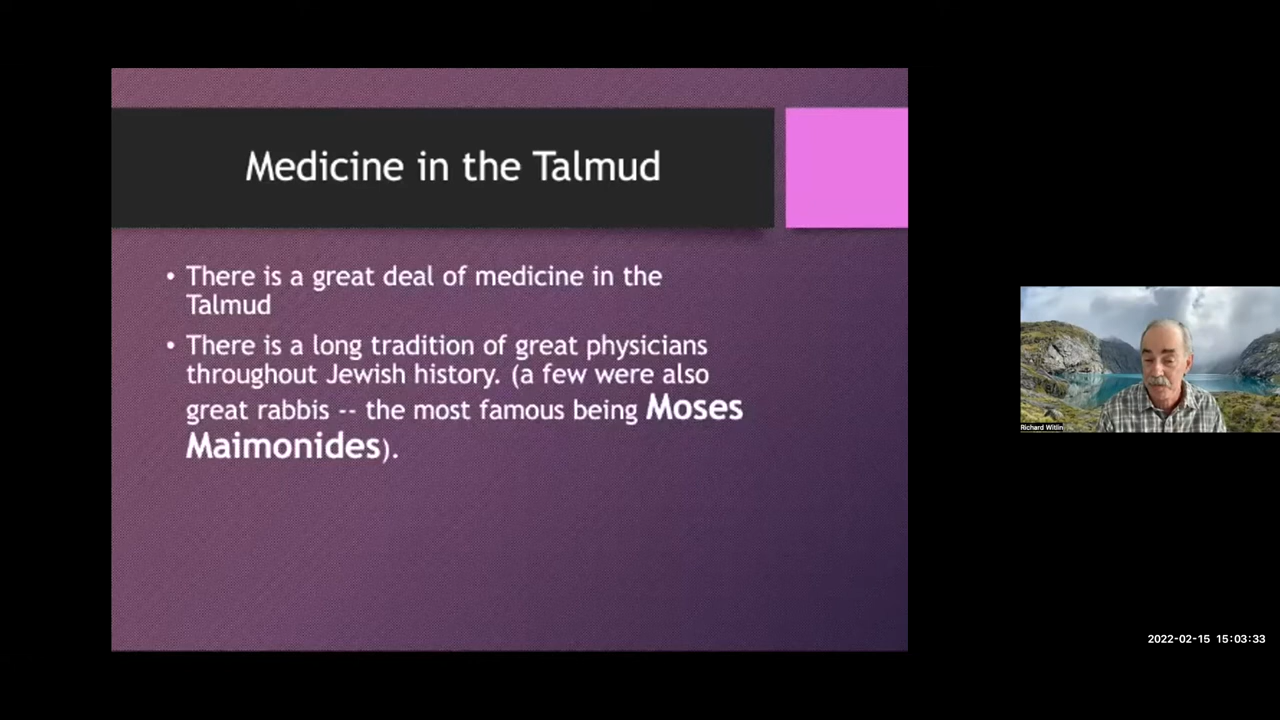 Medicine in the Talmud
• There is a great deal of medicine in the
Talmud
• There is a long tradition of great physicians
throughout Jewish history. (a few were also
great rabbis -- the most famous being Moses
Maimonides).
Richard Witlin
2022-02-15 15:03:33